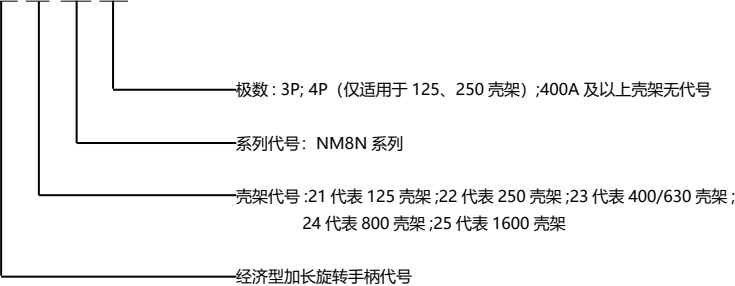 极数 : 3P; 4P（仅适用于 125、250 壳架）;400A 及以上壳架无代号
系列代号：NM8N 系列
壳架代号 :21 代表 125 壳架 ;22 代表 250 壳架 ;23 代表 400/630 壳架 ;
24 代表 800 壳架 ;25 代表 1600 壳架
经济型加长旋转手柄代号